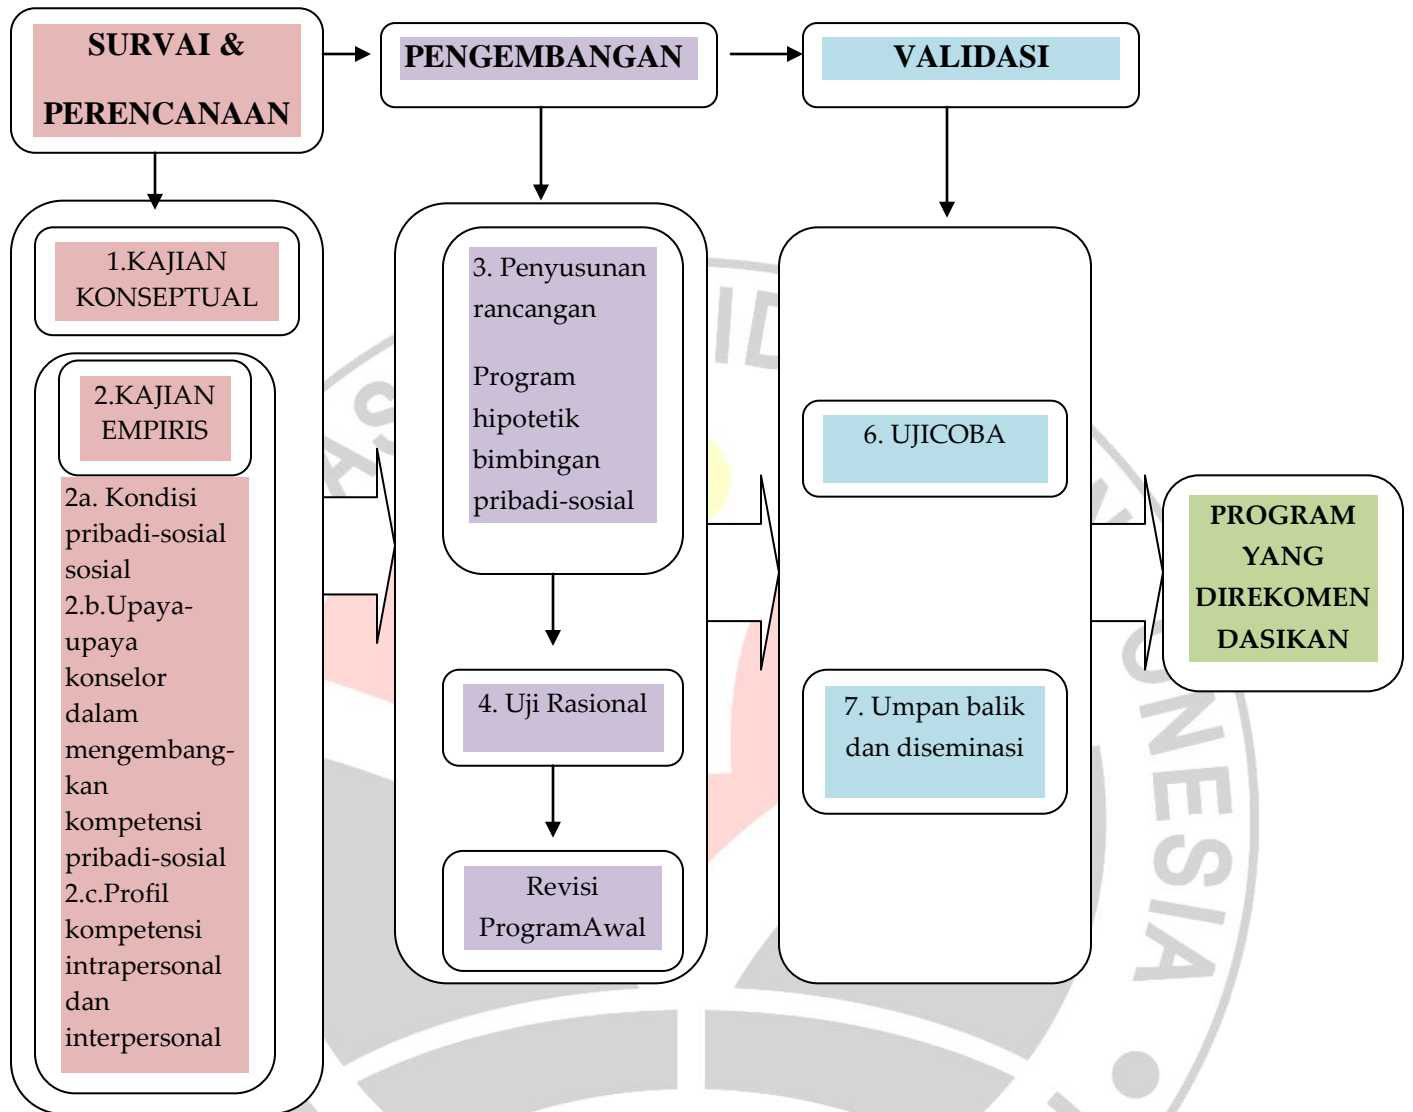 SURVAI &
PERENCANAAN
PENGEMBANGAN
VALIDASI
1.KAJIAN
KONSEPTUAL
2.KAJIAN
EMPIRIS
2a. Kondisi
pribadi-sosial
sosial
2.b.Upaya-
upaya
konselor
dalam
mengembang-
kan
kompetensi
pribadi-sosial
2.c.Profil
kompetensi
intrapersonal
dan
interpersonal
3. Penyusunan
rancangan
Program
hipotetik
bimbingan
pribadi-sosial
4. Uji Rasional
Revisi
ProgramAwal
6. UJICOBA
7. Umpan balik
dan diseminasi
PROGRAM
YANG
DIREKOMEN
DASIKAN